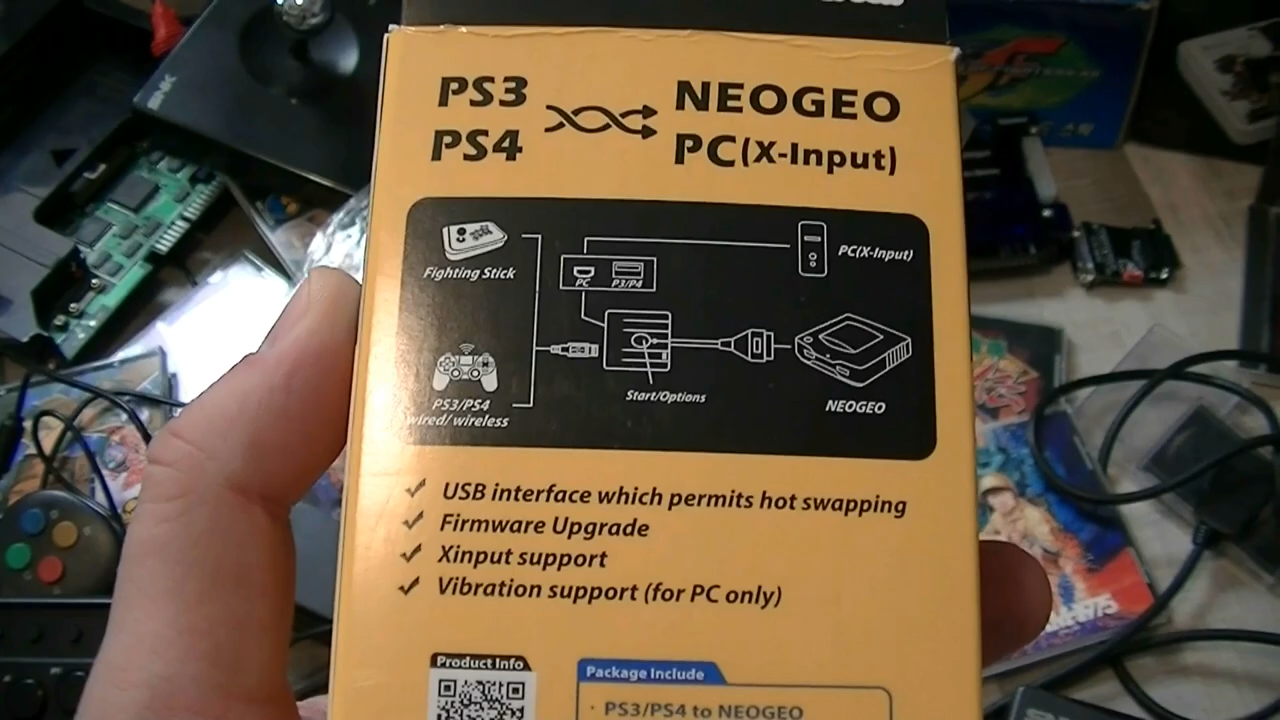 PS3
PS4
NEOGEO
PC(X-Input)
Fighting Stick
PC
P3/P4
PC(X-Input)
Start/Options
PS3/PS4
wired/ wireless
NEOGEO
✓ USB interface which permits hot swapping
✓ Firmware Upgrade
✓ Xinput support
✓ Vibration support (for PC only)
Product Info
Package Include
· PS3/PS4 to NEOGEO
SNK